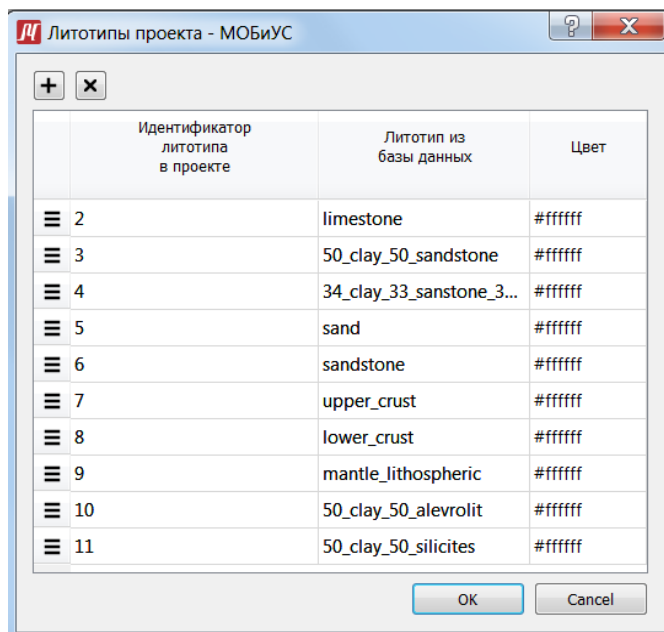 Литотипы проекта - МОБиУС
Идентификатор
литотипа
в проекте
Литотип из
базы данных
Цвет
2 limestone #ffffff
3 50_clay_50_sandstone #ffffff
4 34_clay_33_sanstone_3... #ffffff
5 sand #ffffff
6 sandstone #ffffff
7 upper_crust #ffffff
8 lower_crust #ffffff
9 mantle_lithospheric #ffffff
10 50_clay_50_alevrolit #ffffff
11 50_clay_50_silicites #ffffff
OK Cancel